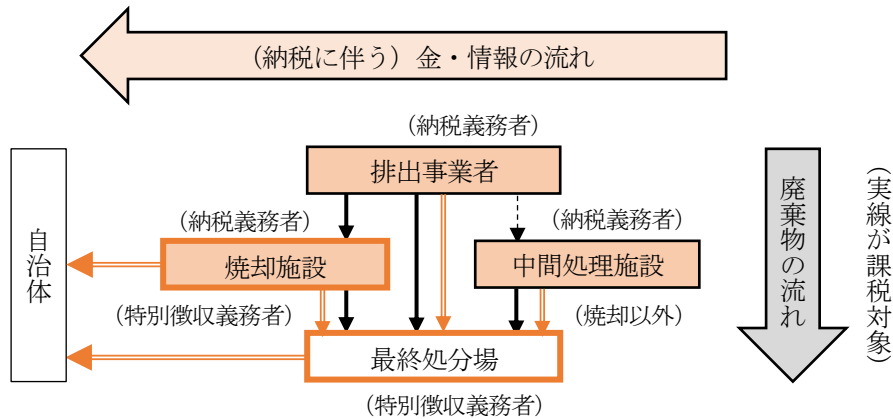 (納税に伴う)金・情報の流れ
(納税義務者)
排出事業者
(納税義務者)
(納税義務者)
焼却施設
中間処理施設
(特別徴収義務者)
(焼却以外)
最終処分場
(特別徴収義務者)
自治体
廃棄物の流れ
(実線が課税対象)